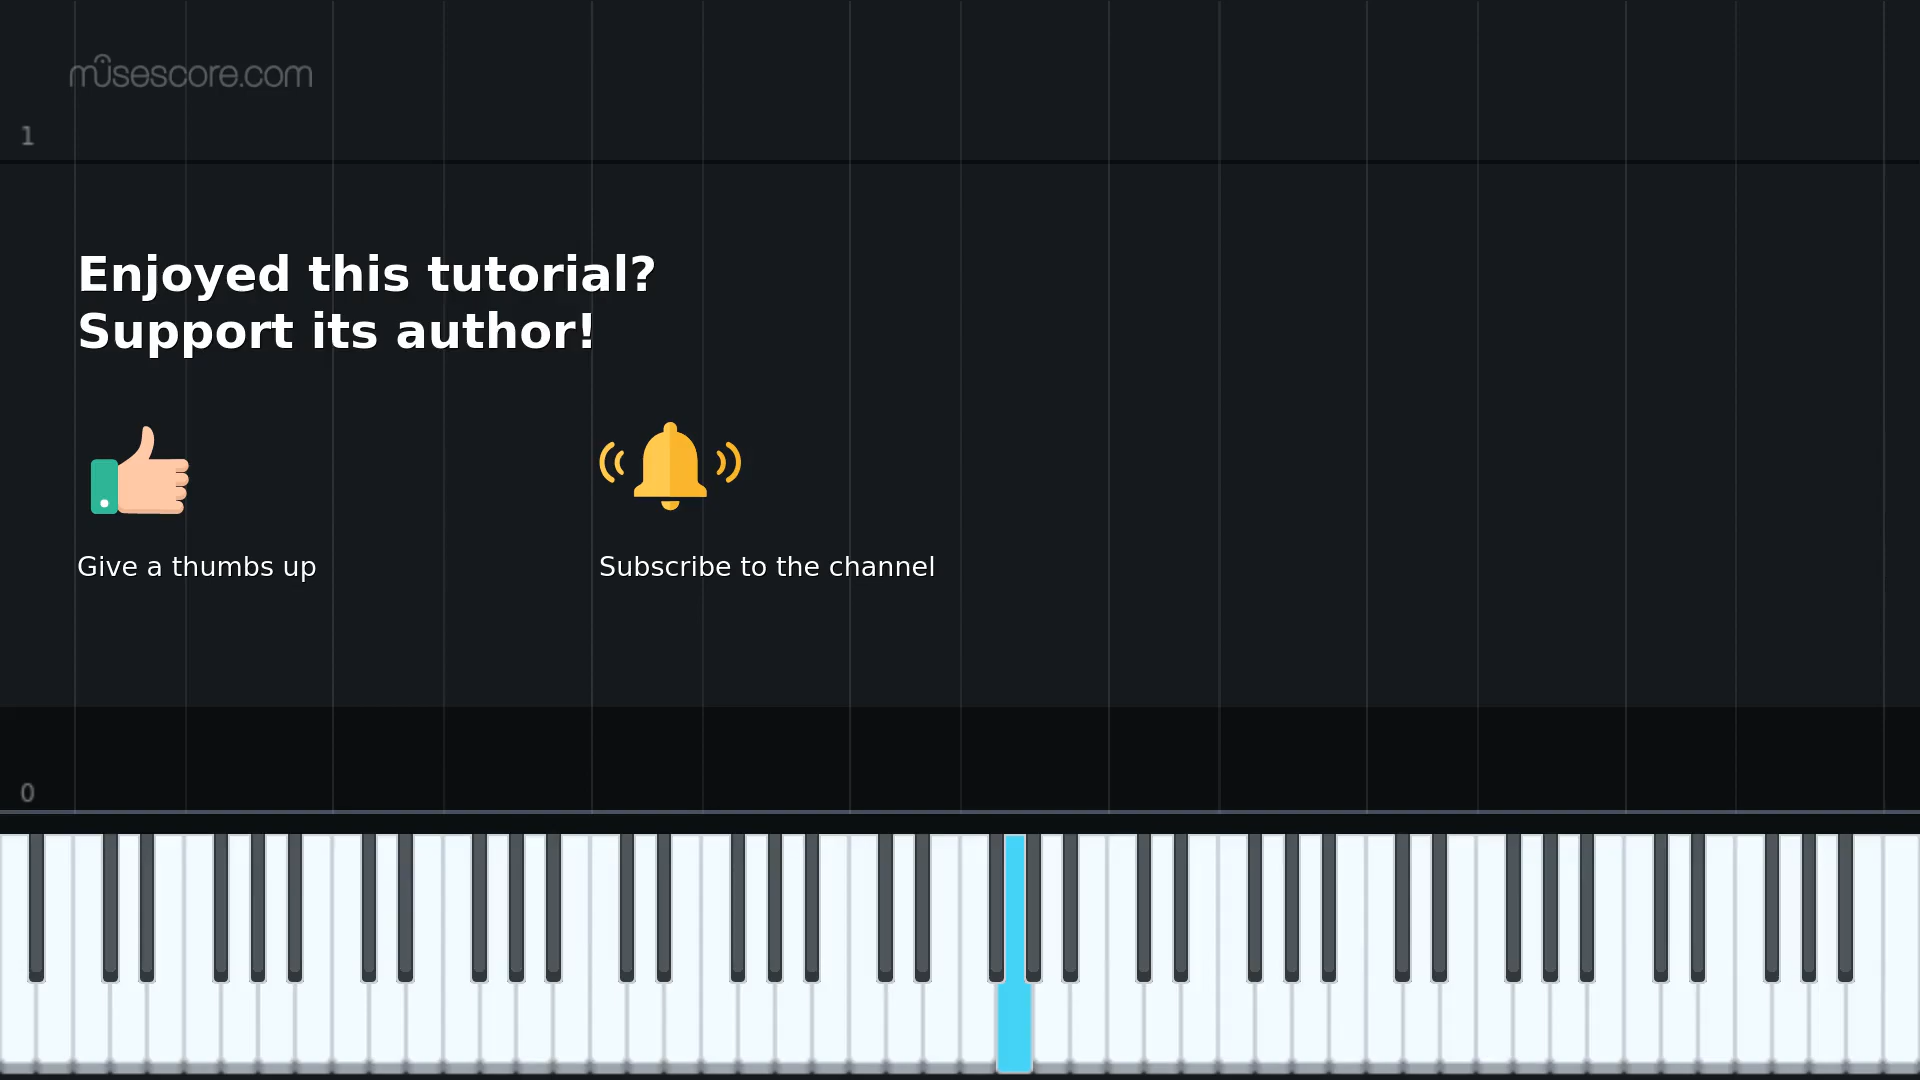 musescore.com
1
Enjoyed this tutorial?
Support its author!
Give a thumbs up
Subscribe to the channel
0